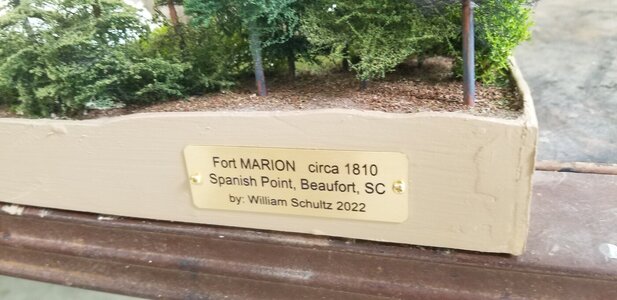 Fort MARION circa 1810
Spanish Point, Beaufort, SC
by: William Schultz 2022